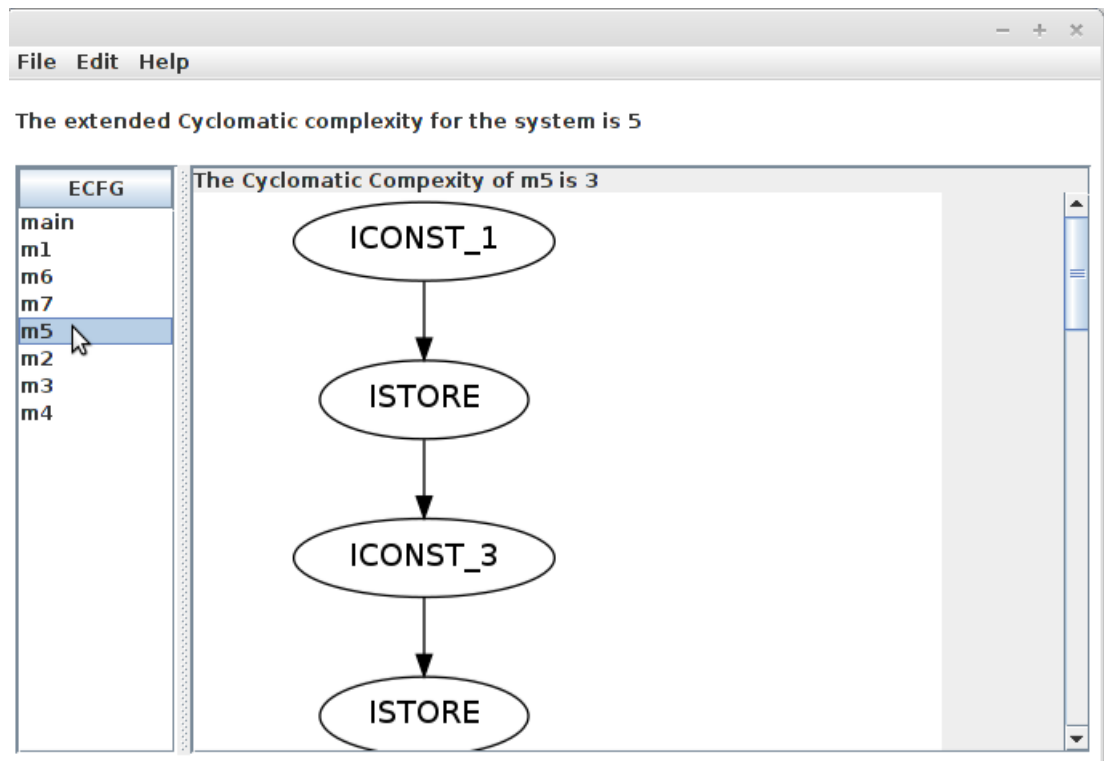 File Edit Help
The extended Cyclomatic complexity for the system is 5
ECFG
main
m1
m6
m7
m5
m2
m3
m4
The Cyclomatic Compexity of m5 is 3
ICONST_1
ISTORE
ICONST_3
ISTORE